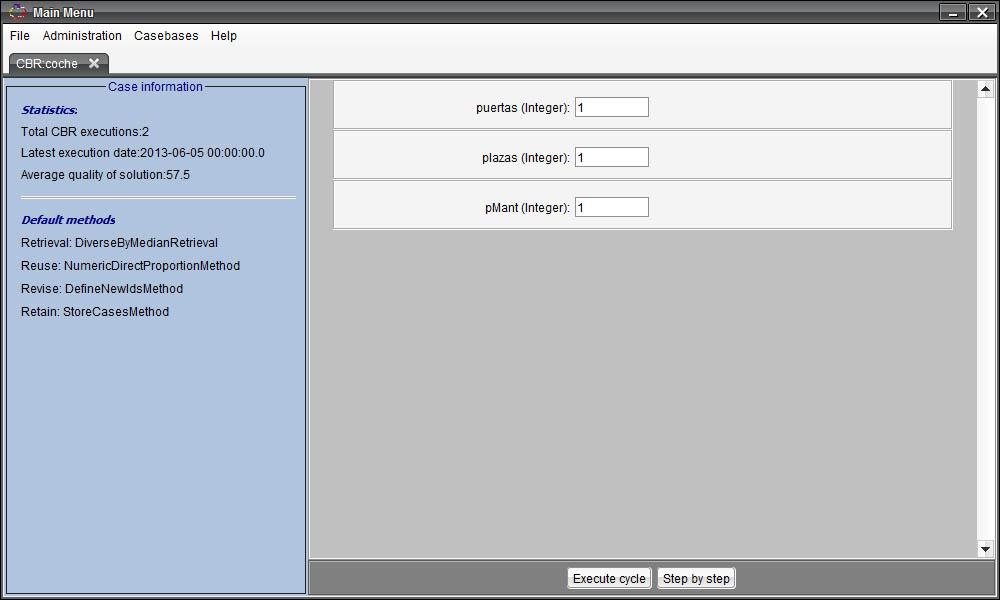 Main Menu
File Administration Casebases Help
CBR:coche
Case information
Statistics.
Total CBR executions:2
Latest execution date:2013-06-05 00:00:00.0
Average quality of solution:57.5
Default methods
Retrieval: DiverseByMedianRetrieval
Reuse: NumericDirectProportionMethod
Revise: DefineNewIdsMethod
Retain: StoreCasesMethod
puertas (Integer): 1
plazas (Integer): 1
pMant (Integer): 1
Execute cycle Step by step